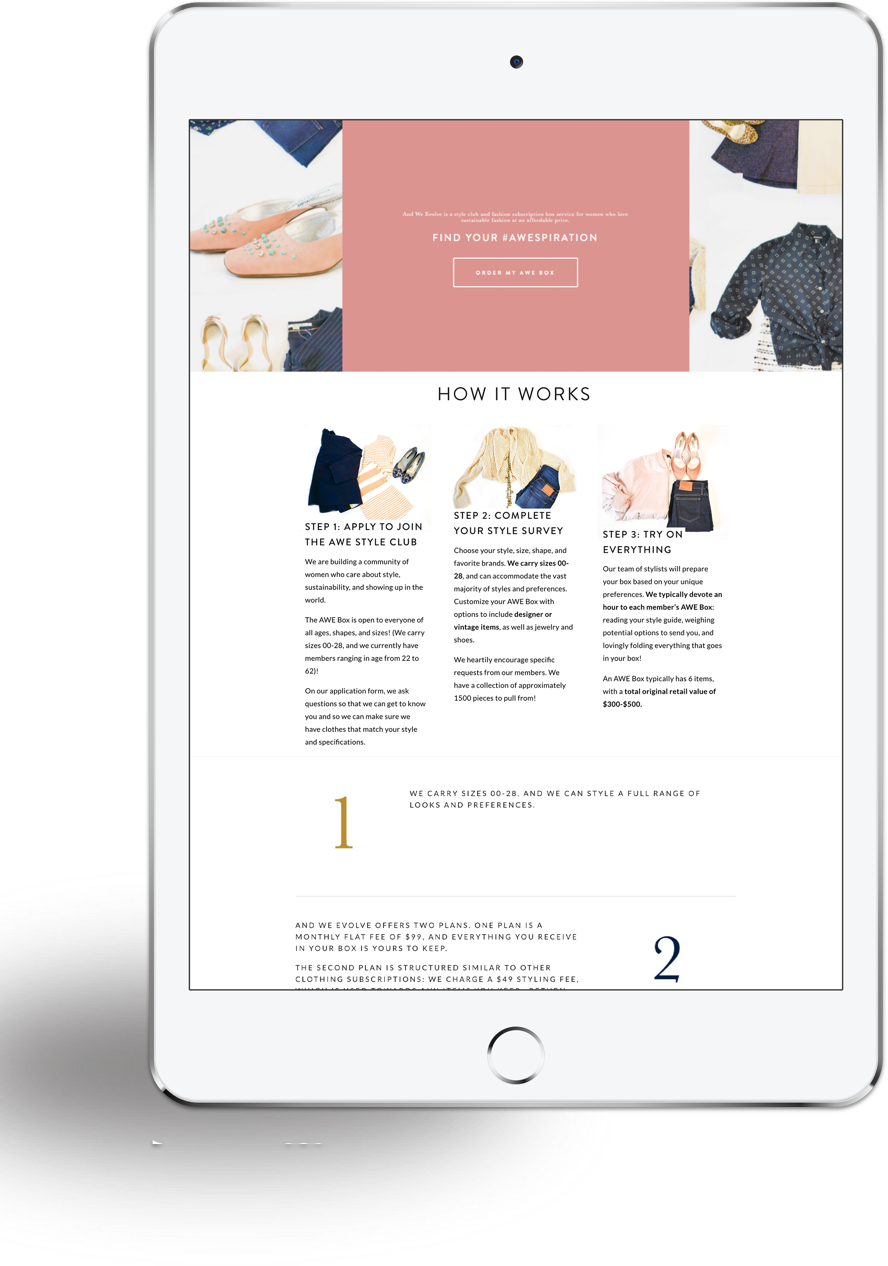 And We Evolve is a style club and fashion subscription box service for women who love
sustainable fashion at an affordable price.
FIND YOUR #AWESPIRATION
ORDER MY AWE BOX
HOW IT WORKS
STEP 1: APPLY TO JOIN
THE AWE STYLE CLUB
We are building a community of
women who care about style,
sustainability, and showing up in the
world.
The AWE Box is open to everyone of
all ages, shapes, and sizes! (We carry
sizes 00-28, and we currently have
members ranging in age from 22 to
62)!
On our application form, we ask
questions so that we can get to know
you and so we can make sure we
have clothes that match your style
and specifications.
STEP 2: COMPLETE
YOUR STYLE SURVEY
Choose your style, size, shape, and
favorite brands. We carry sizes 00-
28, and can accommodate the vast
majority of styles and preferences.
Customize your AWE Box with
options to include designer or
vintage items, as well as jewelry and
shoes.
We heartily encourage specific
requests from our members. We
have a collection of approximately
1500 pieces to pull from!
STEP 3: TRY ON
EVERYTHING
Our team of stylists will prepare
your box based on your unique
preferences. We typically devote an
hour to each member's AWE Box:
reading your style guide, weighing
potential options to send you, and
lovingly folding everything that goes
in your box!
An AWE Box typically has 6 items,
with a total original retail value of
$300-$500.
1
WE CARRY SIZES 00-28, AND WE CAN STYLE A FULL RANGE OF
LOOKS AND PREFERENCES.
AND WE EVOLVE OFFERS TWO PLANS. ONE PLAN IS A
MONTHLY FLAT FEE OF $99, AND EVERYTHING YOU RECEIVE
IN YOUR BOX IS YOURS TO KEEP.
THE SECOND PLAN IS STRUCTURED SIMILAR TO OTHER
CLOTHING SUBSCRIPTIONS: WE CHARGE A $49 STYLING FEE,
2